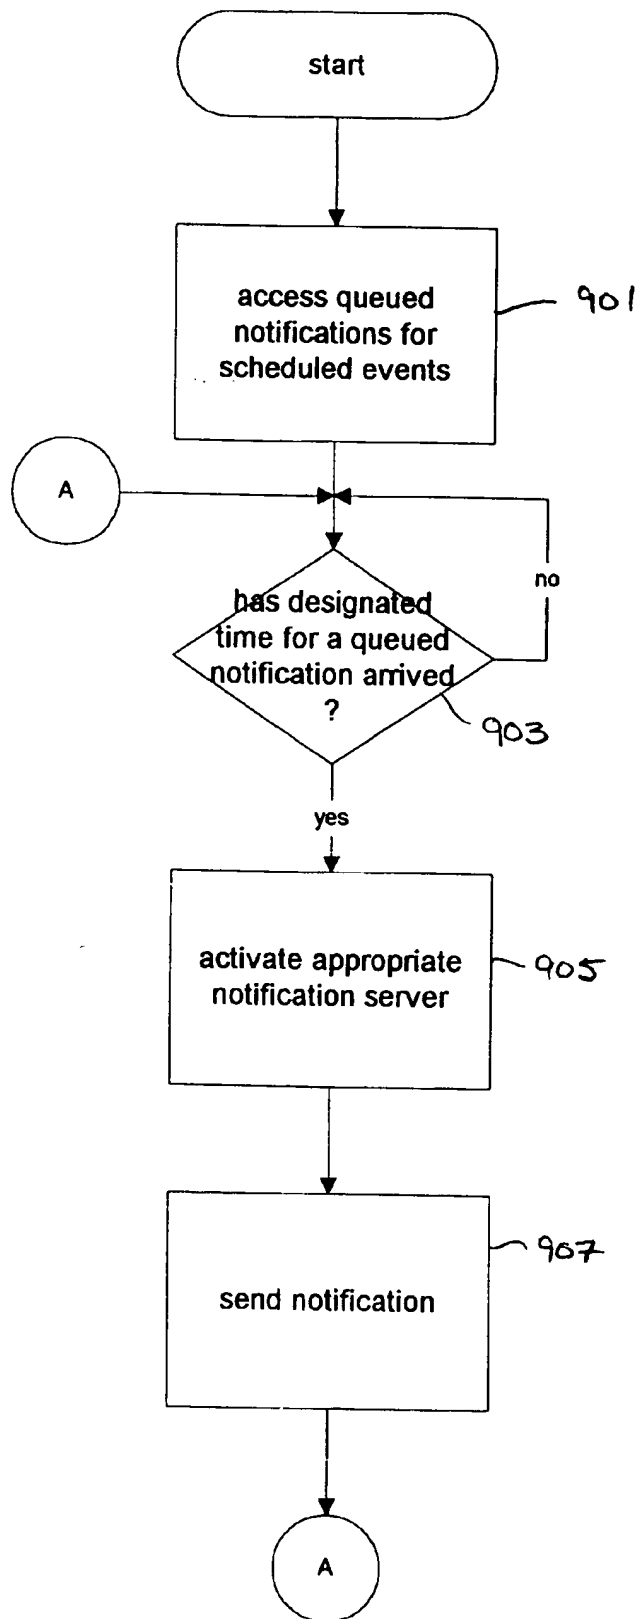 start
access queued
notifications for
scheduled events
901
A
no
has designated
time for a queued
notification arrived
?
903
yes
activate appropriate
notification server
905
send notification
907
A